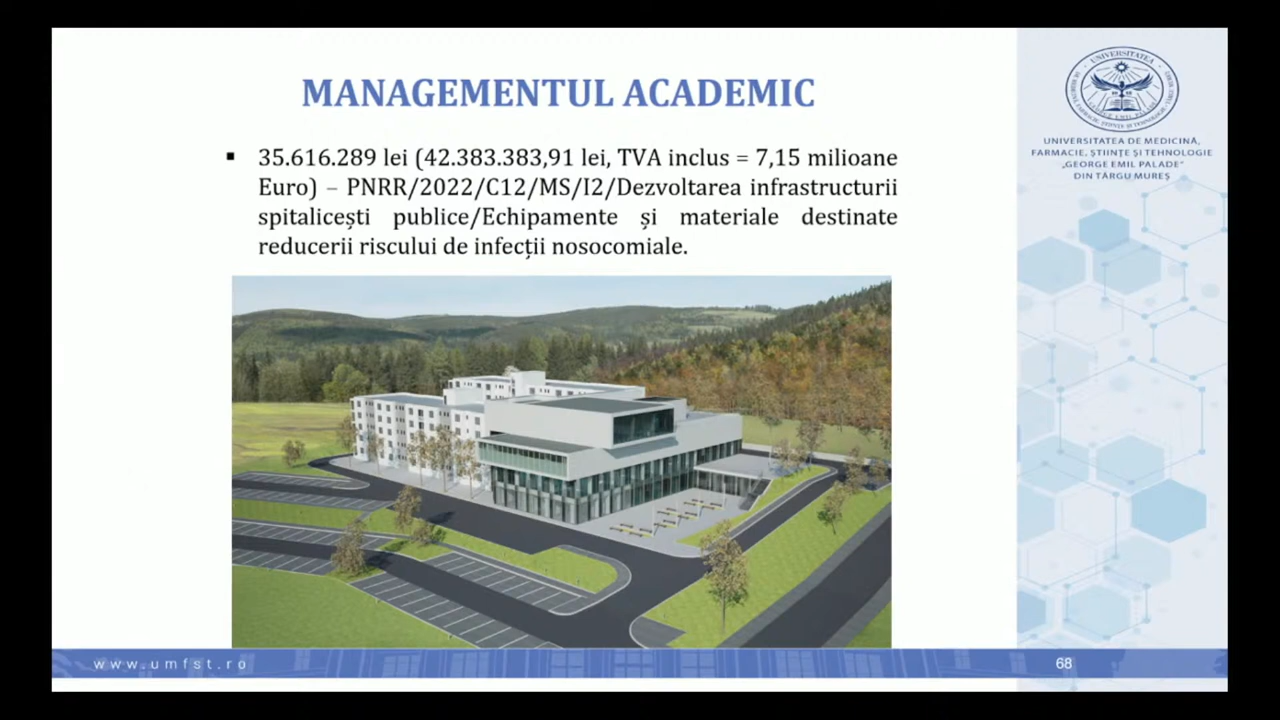 MANAGEMENTUL ACADEMIC
▪ 35.616.289 lei (42.383.383,91 lei, TVA inclus = 7,15 milioane
Euro) – PNRR/2022/C12/MS/I2/Dezvoltarea infrastructurii
spitalicești publice/Echipamente și materiale destinate
reducerii riscului de infecții nosocomiale.
UNIVERSITATEA
UNIVERSITATEA DE MEDICINĂ,
FARMACIE, ȘTIINȚE ȘI TEHNOLOGIE
„GEORGE EMIL PALADE”
DIN TÂRGU MUREȘ
www.umfst.ro
68